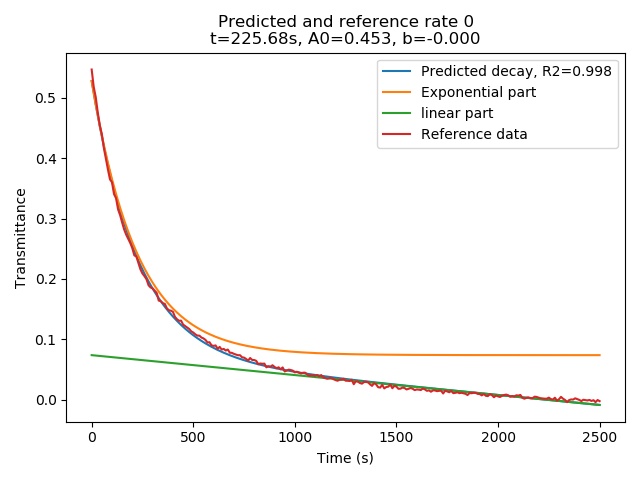 Predicted and reference rate 0
t=225.68s, A0=0.453, b=-0.000
Predicted decay, R2=0.998
Exponential part
linear part
Reference data
Transmittance
0.5
0.4
0.3
0.2
0.1
0.0
0
500
1000
1500
2000
2500
Time (s)